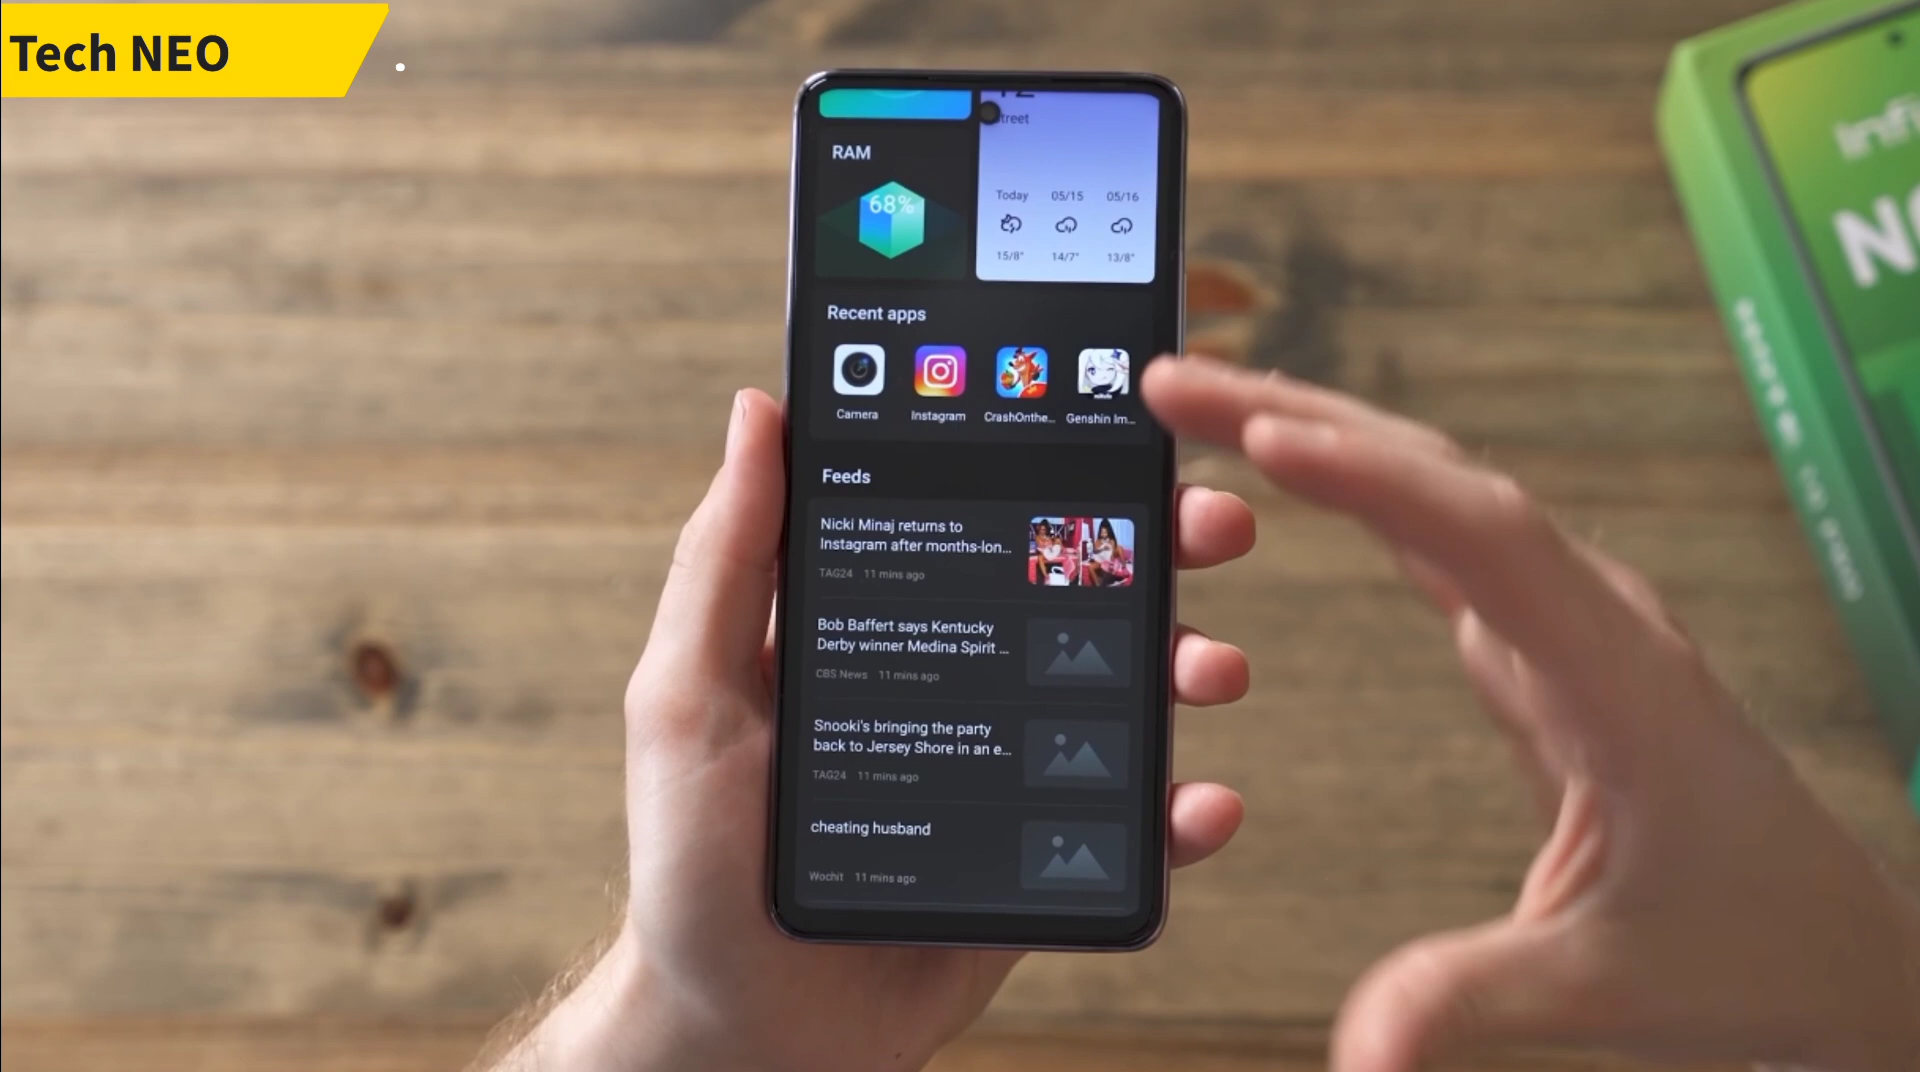 Tech NEO
.
treet
RAM
68%
Today 05/15 05/16
15/8° 14/7° 13/8°
Recent apps
Camera Instagram CrashOnthe... Genshin Im...
Feeds
Nicki Minaj returns to
Instagram after months-lon...
TAG24 11 mins ago
Bob Baffert says Kentucky
Derby winner Medina Spirit ...
CBS News 11 mins ago
Snooki's bringing the party
back to Jersey Shore in an e...
TAG24 11 mins ago
cheating husband
Wochit 11 mins ago
Infi
N